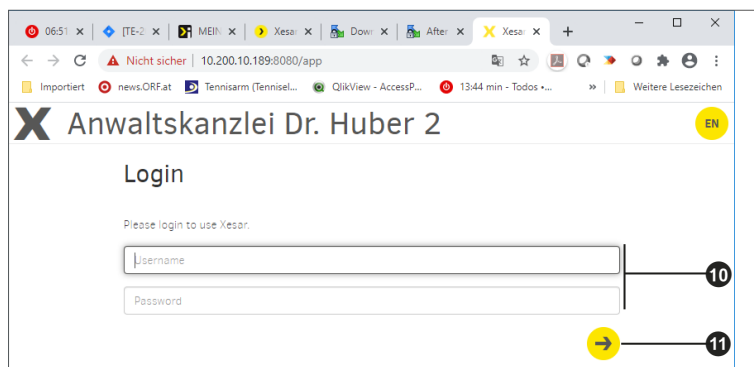 06:51
[TE-2
MEIN
Xesar
Dowr
After
Xesar
Nicht sicher | 10.200.10.189:8080/app
Importiert news.ORF.at Tennisarm (Tennisel... QlikView - AccessP... 13:44 min - Todos •... » Weitere Lesezeichen
X Anwaltskanzlei Dr. Huber 2 EN
Login
Please login to use Xesar.
Username
10
Password
11